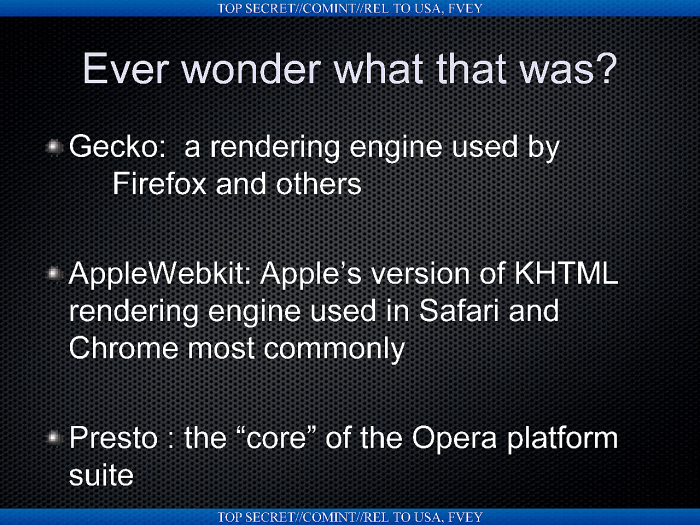 TOP SECRET//COMINT//REL TO USA, FVEY
Ever wonder what that was?
Gecko:  a rendering engine used by
Firefox and others
AppleWebkit: Apple’s version of KHTML
rendering engine used in Safari and
Chrome most commonly
Presto : the “core” of the Opera platform
suite
TOP SECRET//COMINT//REL TO USA, FVEY